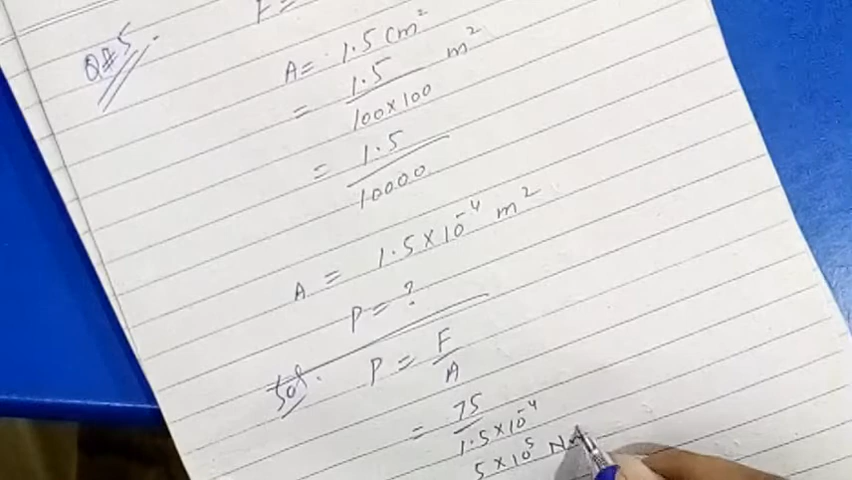 Q#5.
F =
A = 1.5 cm²
= 1.5 / 100×100 m²
= 1.5 / 10000
A = 1.5×10⁻⁴ m²
P = ?
Sol. P = F / A
= 75 / 1.5×10⁻⁴
5×10⁵ N